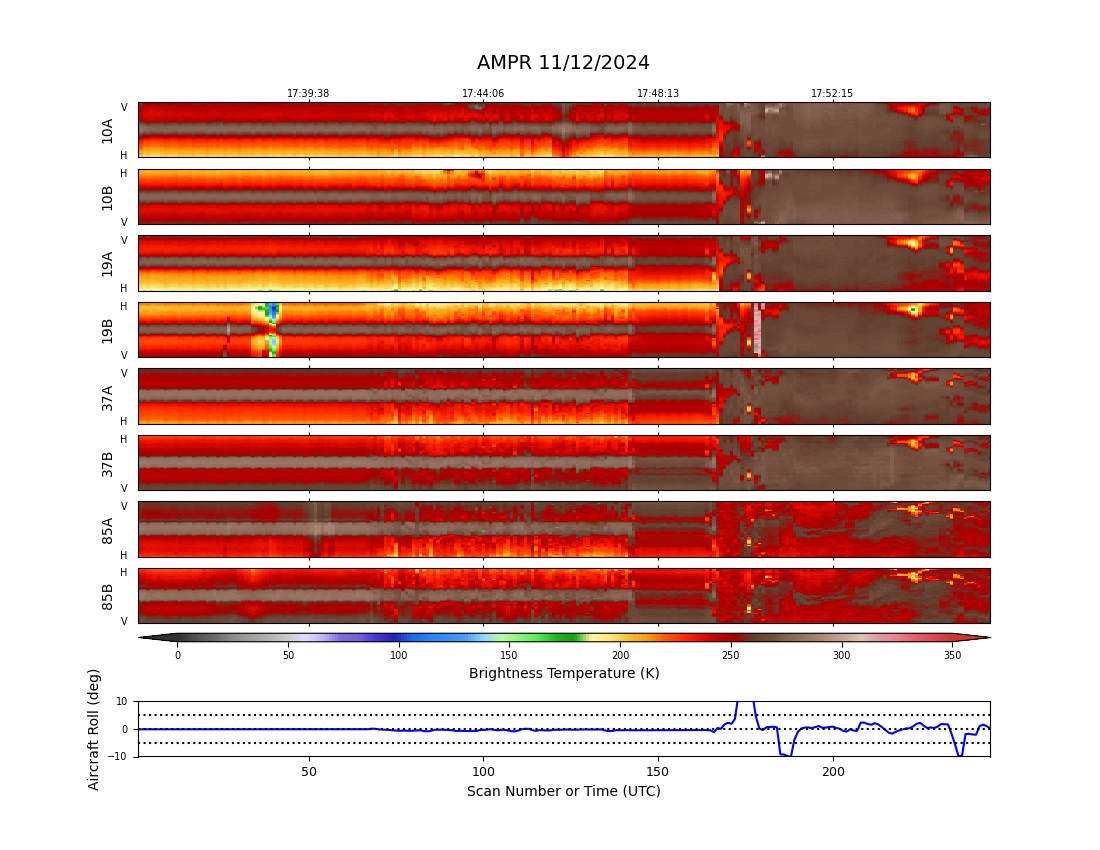 AMPR 11/12/2024
17:39:38 17:44:06 17:48:13 17:52:15
V
10A
H
H
10B
V
V
19A
H
H
19B
V
V
37A
H
H
37B
V
V
85A
H
H
85B
V
0 50 100 150 200 250 300 350
Brightness Temperature (K)
Aircraft Roll (deg)
10
0
−10
50 100 150 200
Scan Number or Time (UTC)